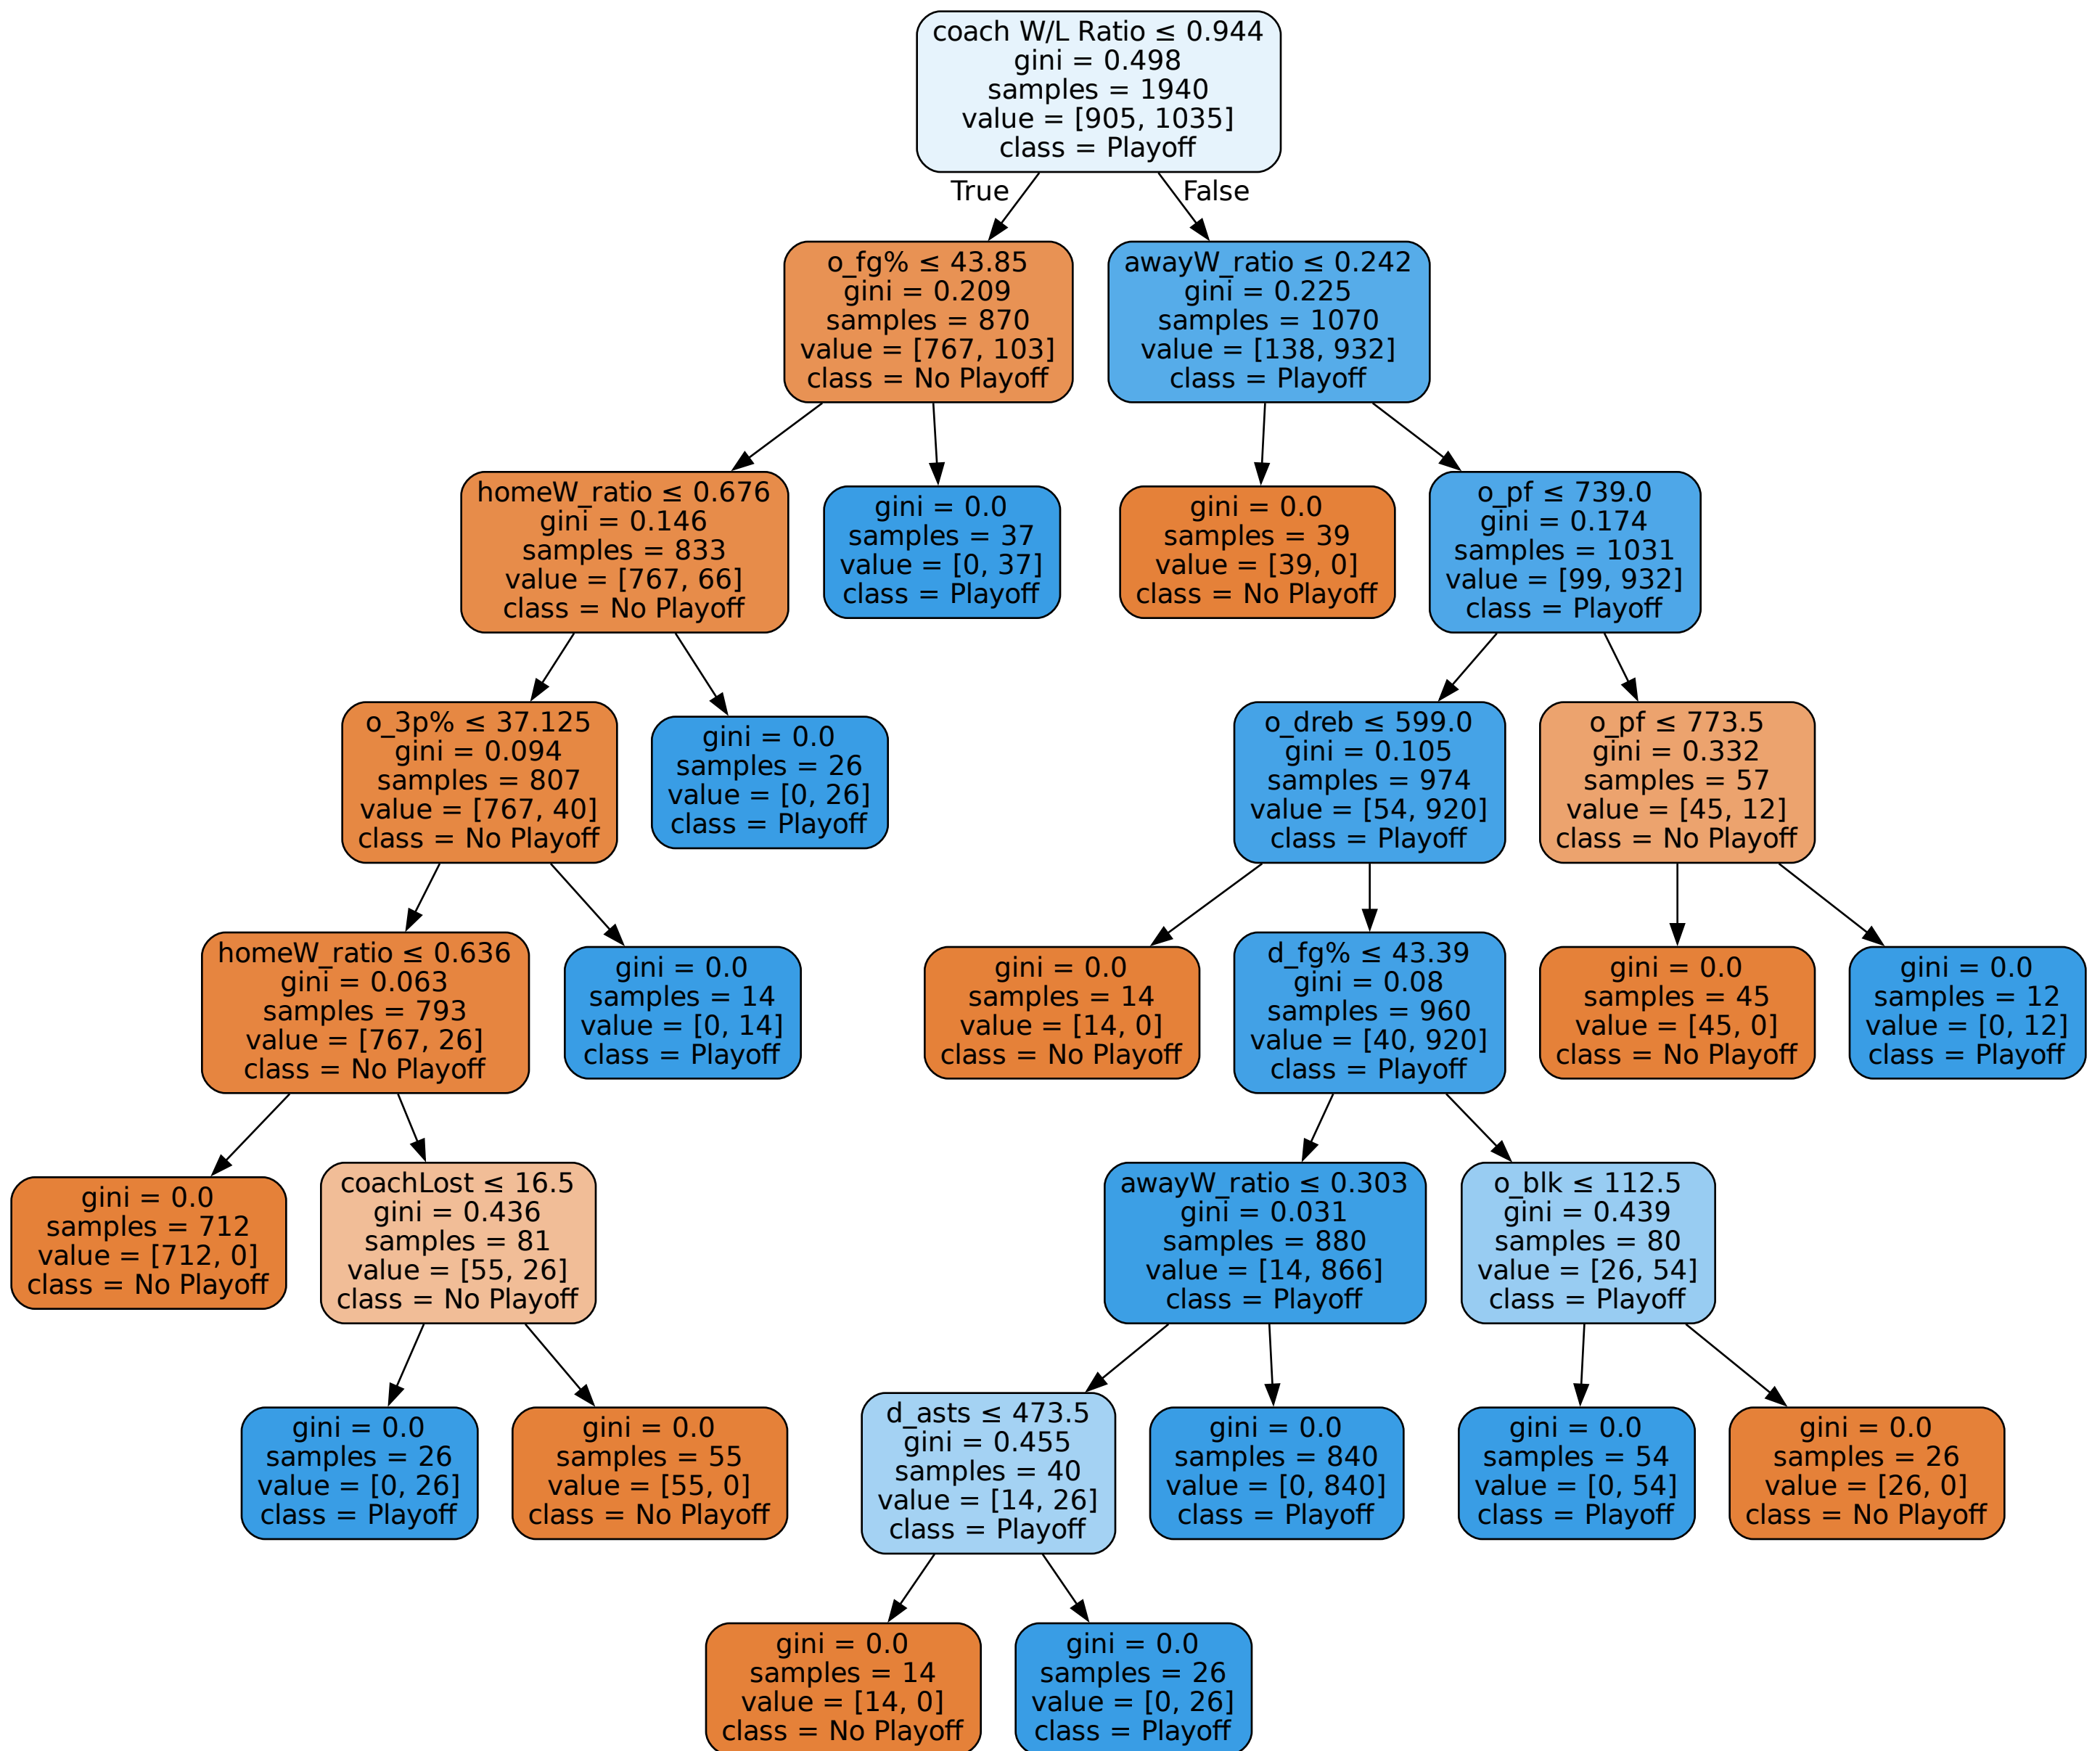 coach W/L Ratio ≤ 0.944
gini = 0.498
samples = 1940
value = [905, 1035]
class = Playoff
True
False
o_fg% ≤ 43.85
gini = 0.209
samples = 870
value = [767, 103]
class = No Playoff
awayW_ratio ≤ 0.242
gini = 0.225
samples = 1070
value = [138, 932]
class = Playoff
homeW_ratio ≤ 0.676
gini = 0.146
samples = 833
value = [767, 66]
class = No Playoff
gini = 0.0
samples = 37
value = [0, 37]
class = Playoff
gini = 0.0
samples = 39
value = [39, 0]
class = No Playoff
o_pf ≤ 739.0
gini = 0.174
samples = 1031
value = [99, 932]
class = Playoff
o_3p% ≤ 37.125
gini = 0.094
samples = 807
value = [767, 40]
class = No Playoff
gini = 0.0
samples = 26
value = [0, 26]
class = Playoff
o_dreb ≤ 599.0
gini = 0.105
samples = 974
value = [54, 920]
class = Playoff
o_pf ≤ 773.5
gini = 0.332
samples = 57
value = [45, 12]
class = No Playoff
homeW_ratio ≤ 0.636
gini = 0.063
samples = 793
value = [767, 26]
class = No Playoff
gini = 0.0
samples = 14
value = [0, 14]
class = Playoff
gini = 0.0
samples = 14
value = [14, 0]
class = No Playoff
d_fg% ≤ 43.39
gini = 0.08
samples = 960
value = [40, 920]
class = Playoff
gini = 0.0
samples = 45
value = [45, 0]
class = No Playoff
gini = 0.0
samples = 12
value = [0, 12]
class = Playoff
gini = 0.0
samples = 712
value = [712, 0]
class = No Playoff
coachLost ≤ 16.5
gini = 0.436
samples = 81
value = [55, 26]
class = No Playoff
awayW_ratio ≤ 0.303
gini = 0.031
samples = 880
value = [14, 866]
class = Playoff
o_blk ≤ 112.5
gini = 0.439
samples = 80
value = [26, 54]
class = Playoff
gini = 0.0
samples = 26
value = [0, 26]
class = Playoff
gini = 0.0
samples = 55
value = [55, 0]
class = No Playoff
d_asts ≤ 473.5
gini = 0.455
samples = 40
value = [14, 26]
class = Playoff
gini = 0.0
samples = 840
value = [0, 840]
class = Playoff
gini = 0.0
samples = 54
value = [0, 54]
class = Playoff
gini = 0.0
samples = 26
value = [26, 0]
class = No Playoff
gini = 0.0
samples = 14
value = [14, 0]
class = No Playoff
gini = 0.0
samples = 26
value = [0, 26]
class = Playoff